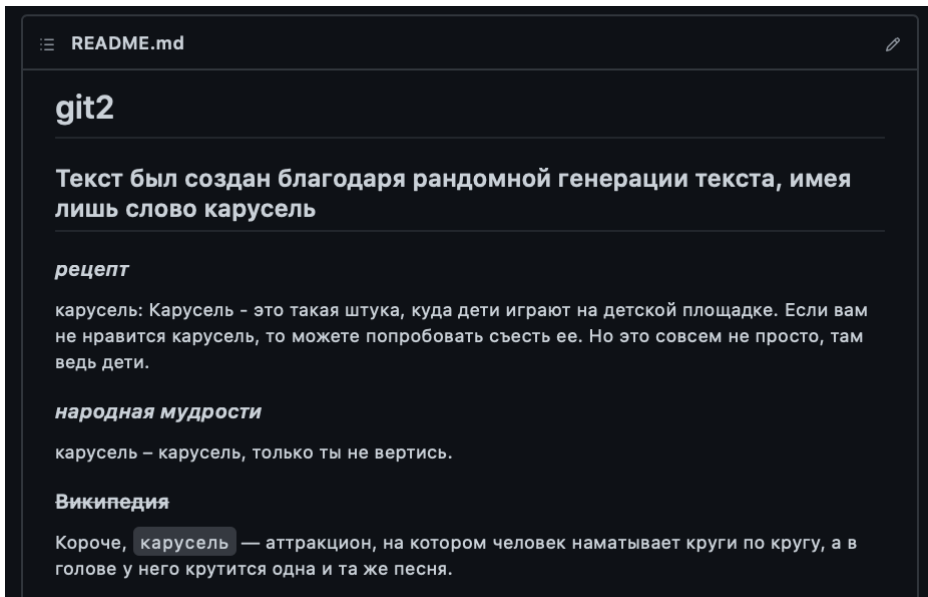 README.md
git2
Текст был создан благодаря рандомной генерации текста, имея
лишь слово карусель
рецепт
карусель: Карусель - это такая штука, куда дети играют на детской площадке. Если вам
не нравится карусель, то можете попробовать съесть ее. Но это совсем не просто, там
ведь дети.
народная мудрости
карусель – карусель, только ты не вертись.
Википедия
Короче, карусель — аттракцион, на котором человек наматывает круги по кругу, а в
голове у него крутится одна и та же песня.